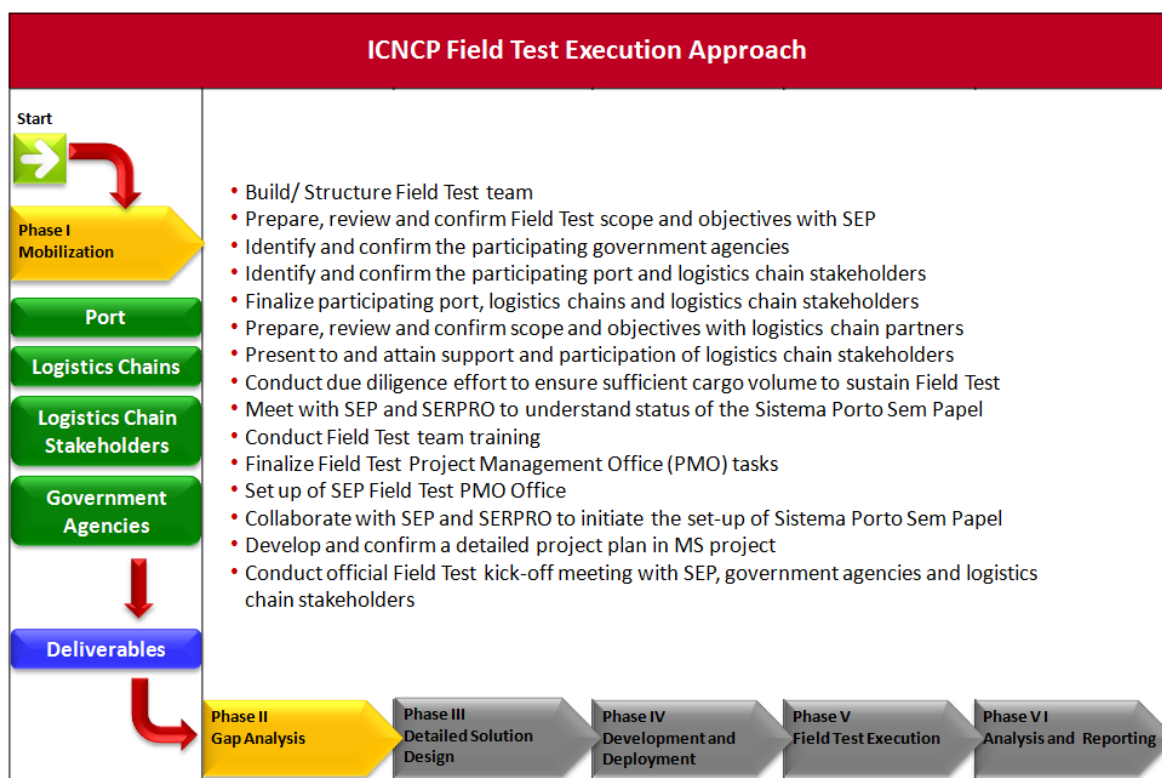 ICNCP Field Test Execution Approach
Start
Phase I
Mobilization
Port
Logistics Chains
Logistics Chain
Stakeholders
Government
Agencies
Deliverables
• Build/ Structure Field Test team
• Prepare, review and confirm Field Test scope and objectives with SEP
• Identify and confirm the participating government agencies
• Identify and confirm the participating port and logistics chain stakeholders
• Finalize participating port, logistics chains and logistics chain stakeholders
• Prepare, review and confirm scope and objectives with logistics chain partners
• Present to and attain support and participation of logistics chain stakeholders
• Conduct due diligence effort to ensure sufficient cargo volume to sustain Field Test
• Meet with SEP and SERPRO to understand status of the Sistema Porto Sem Papel
• Conduct Field Test team training
• Finalize Field Test Project Management Office (PMO) tasks
• Set up of SEP Field Test PMO Office
• Collaborate with SEP and SERPRO to initiate the set-up of Sistema Porto Sem Papel
• Develop and confirm a detailed project plan in MS project
• Conduct official Field Test kick-off meeting with SEP, government agencies and logistics
chain stakeholders
Phase II
Gap Analysis
Phase III
Detailed Solution
Design
Phase IV
Development and
Deployment
Phase V
Field Test Execution
Phase V I
Analysis and Reporting